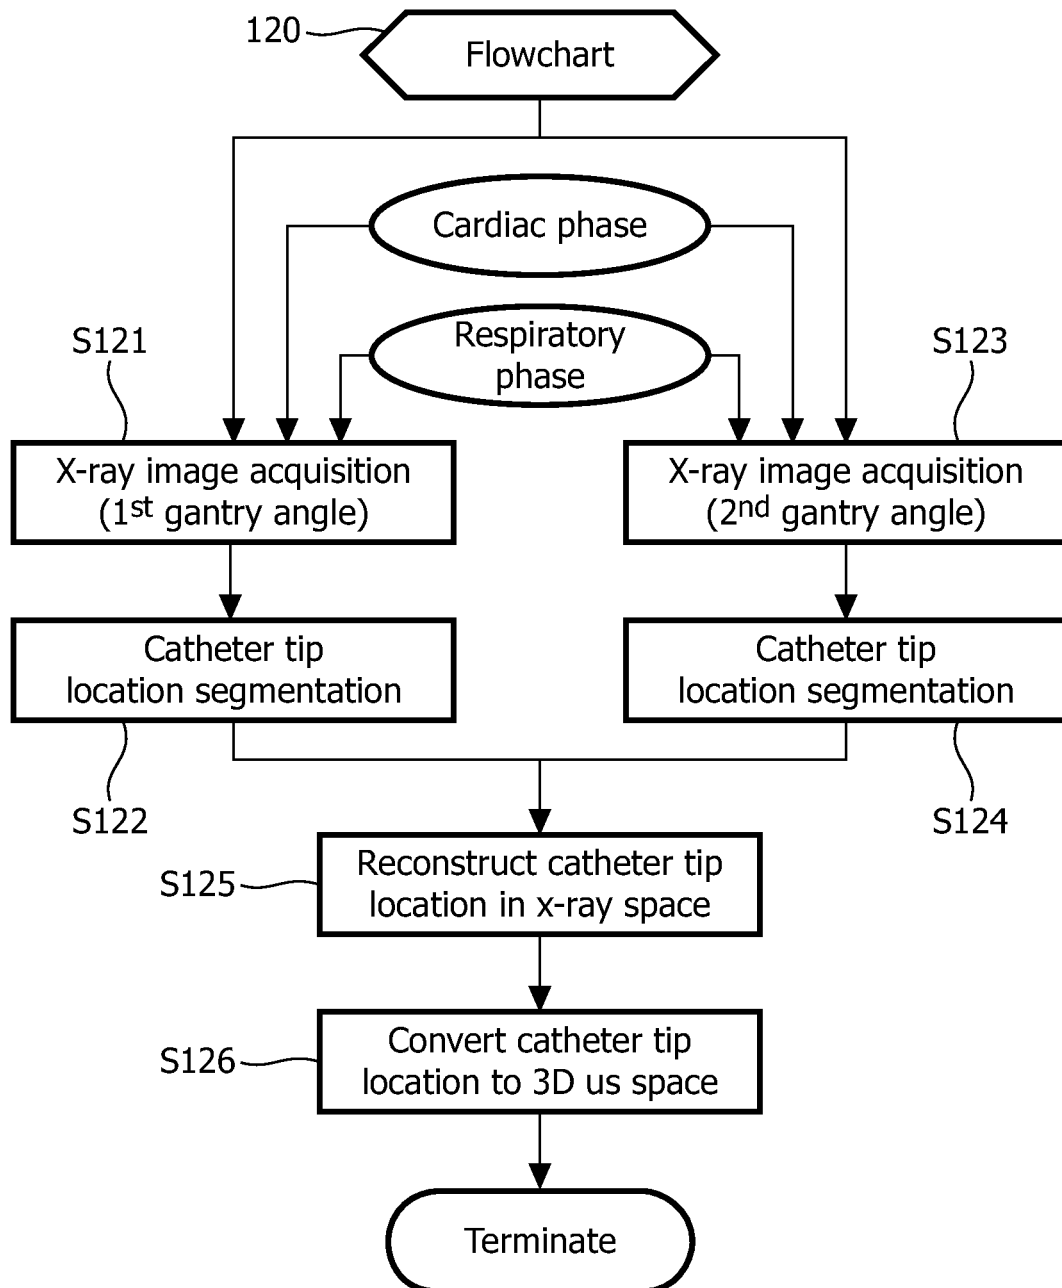 120
Flowchart
Cardiac phase
Respiratory
phase
S121
S123
X-ray image acquisition
(1st gantry angle)
X-ray image acquisition
(2nd gantry angle)
Catheter tip
location segmentation
Catheter tip
location segmentation
S122
S124
S125
Reconstruct catheter tip
location in x-ray space
S126
Convert catheter tip
location to 3D us space
Terminate